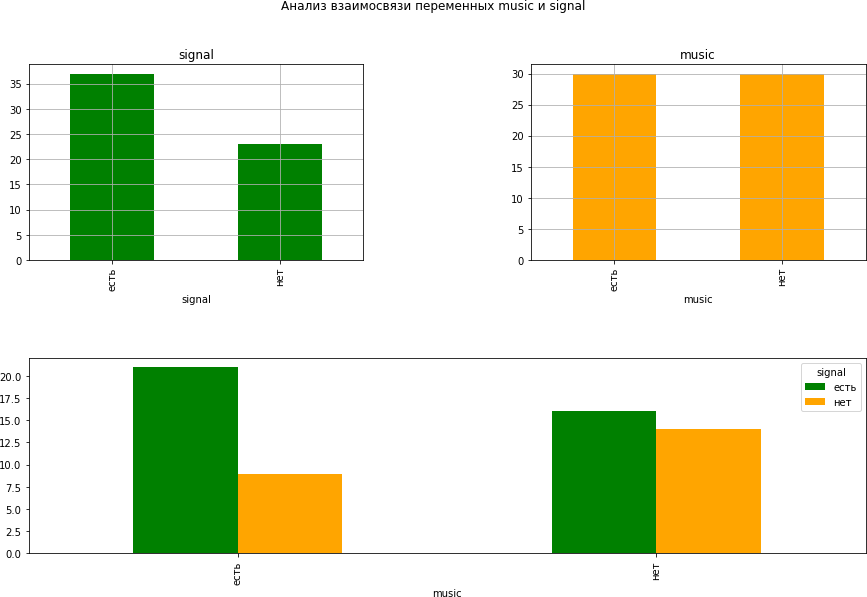 Анализ взаимосвязи переменных music и signal
signal
35
30
25
20
15
10
5
0
есть
нет
signal
music
30
25
20
15
10
5
0
есть
нет
music
20.0
17.5
15.0
12.5
10.0
7.5
5.0
2.5
0.0
есть
нет
music
signal
есть
нет